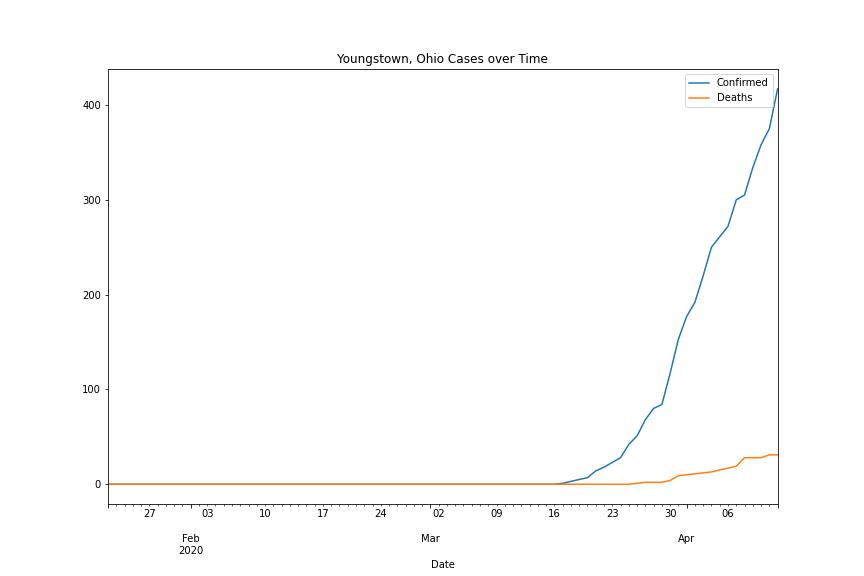 Youngstown, Ohio Cases over Time
Confirmed
Deaths
400
300
200
100
0
27 03 10 17 24 02 09 16 23 30 06
Feb Mar Apr
2020
Date